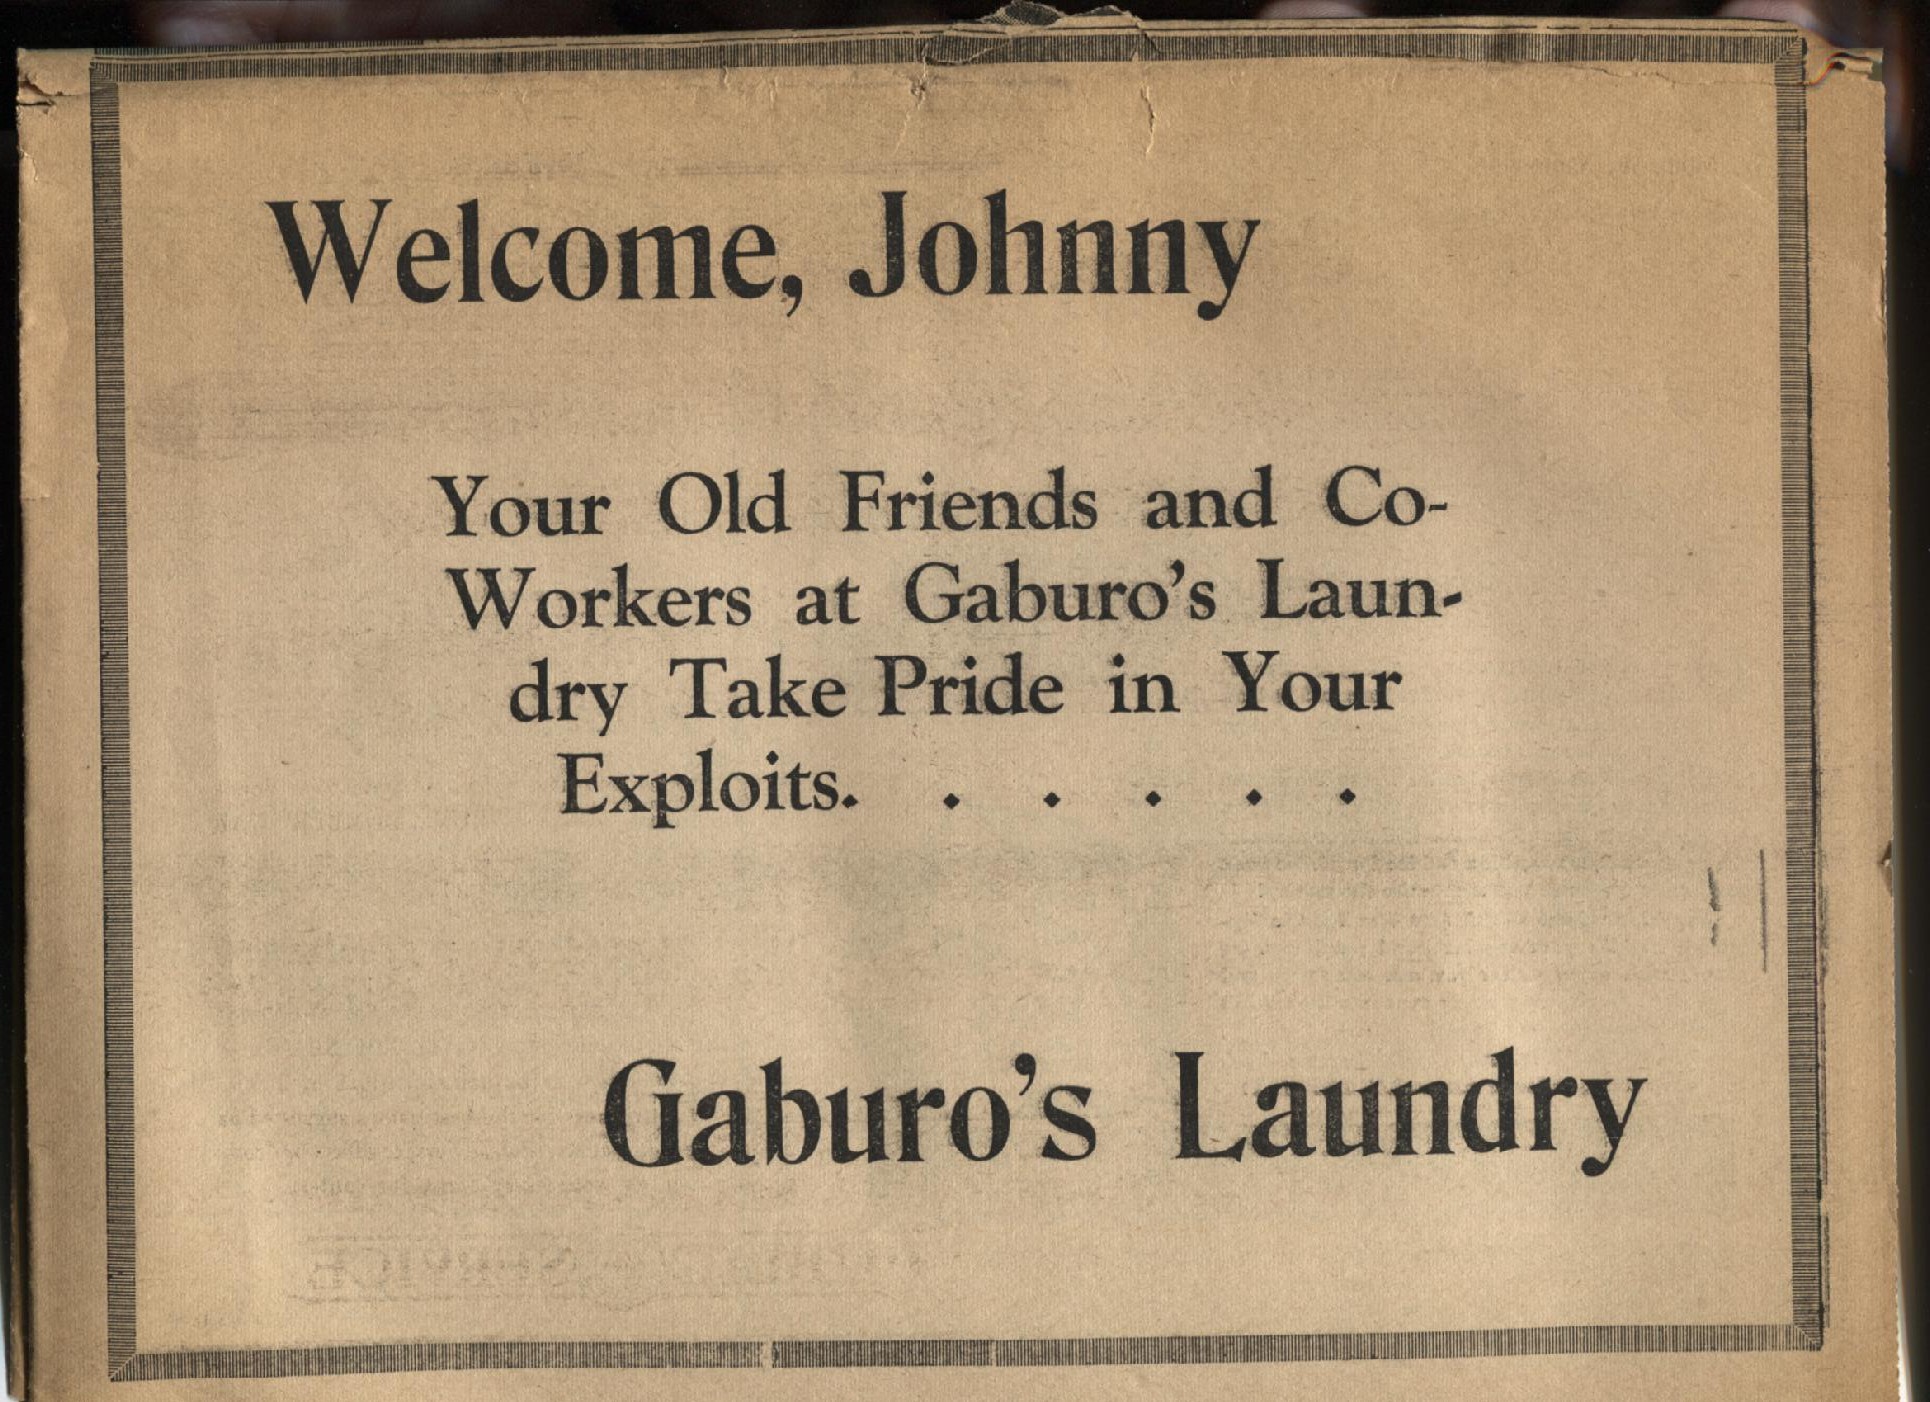 Welcome, Johnny
Your Old Friends and Co-
Workers at Gaburo's Laun-
dry Take Pride in Your
Exploits. . . . . .
Gaburo's Laundry